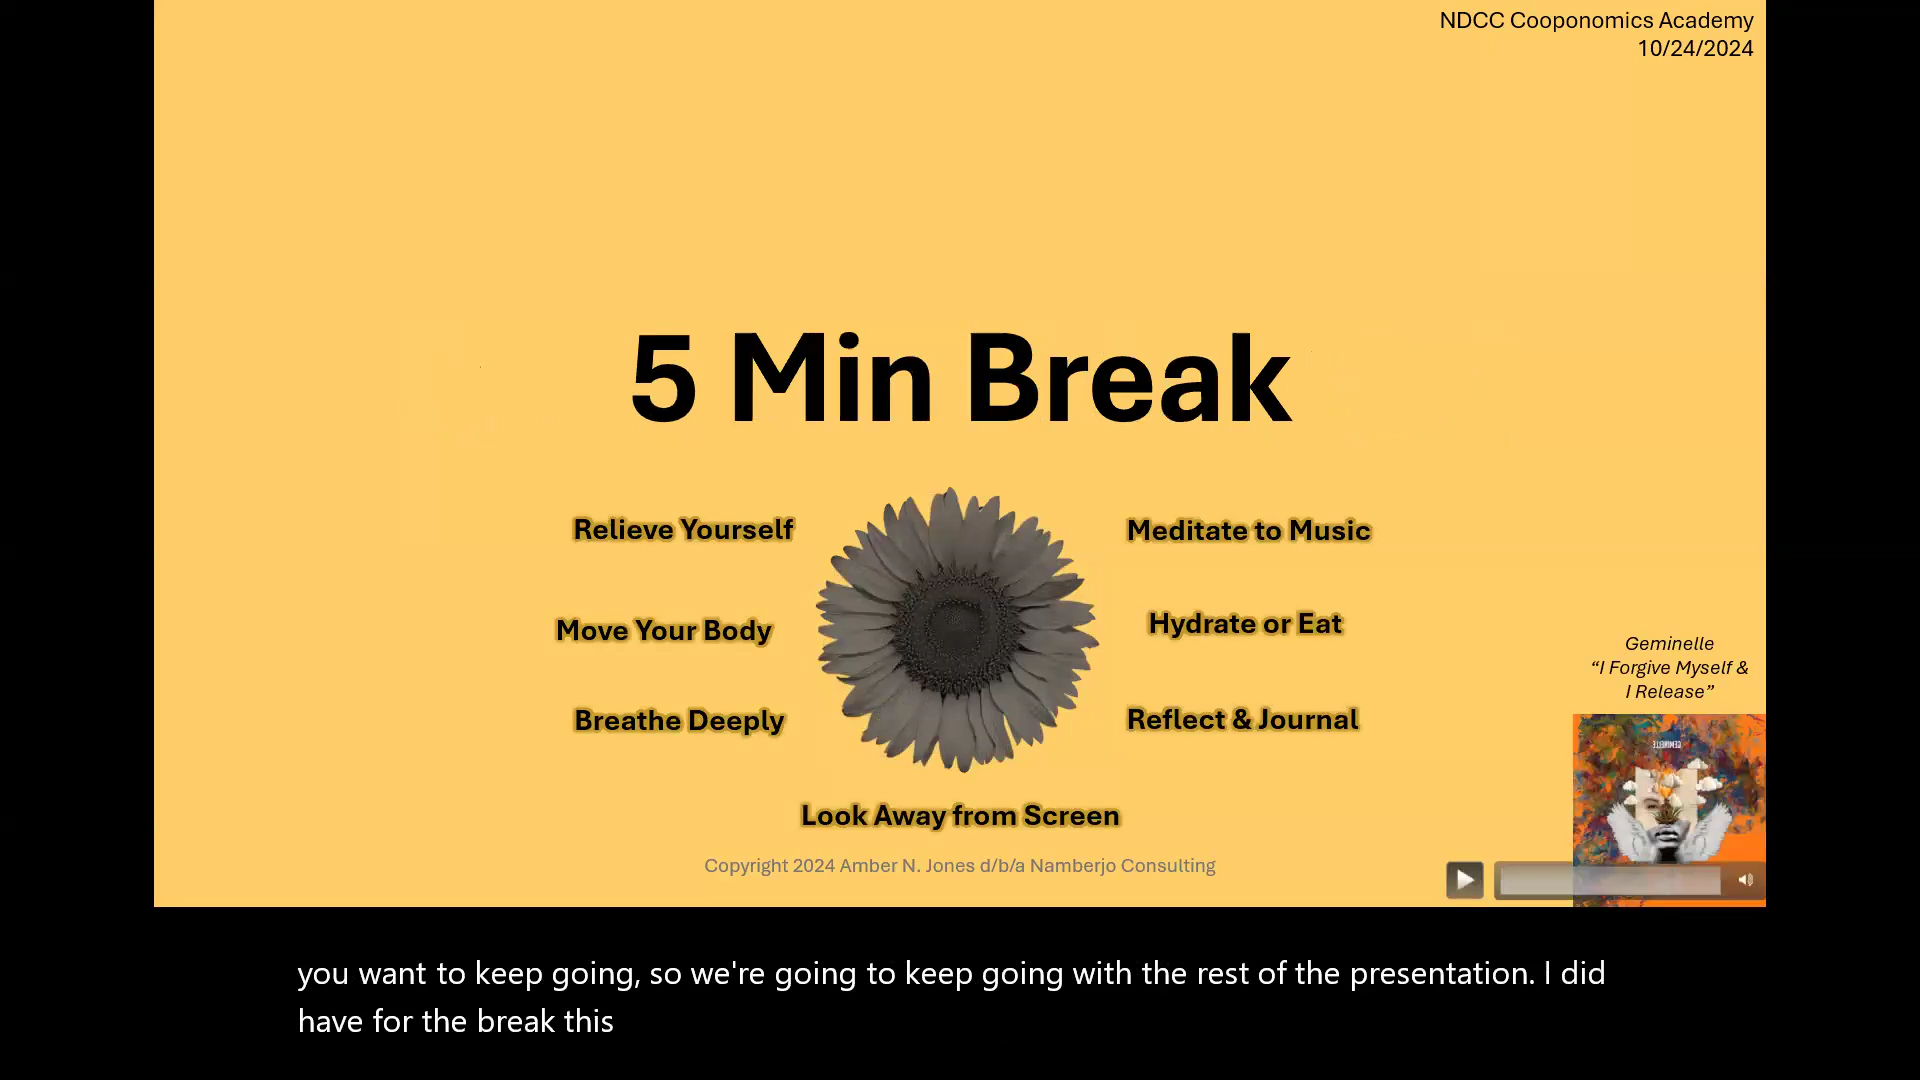 NDCC Cooponomics Academy
10/24/2024
5 Min Break
Relieve Yourself
Meditate to Music
Move Your Body
Hydrate or Eat
Breathe Deeply
Reflect & Journal
Look Away from Screen
Geminelle
“I Forgive Myself &
I Release”
GEMINELLE
Copyright 2024 Amber N. Jones d/b/a Namberjo Consulting
you want to keep going, so we're going to keep going with the rest of the presentation. I did
have for the break this